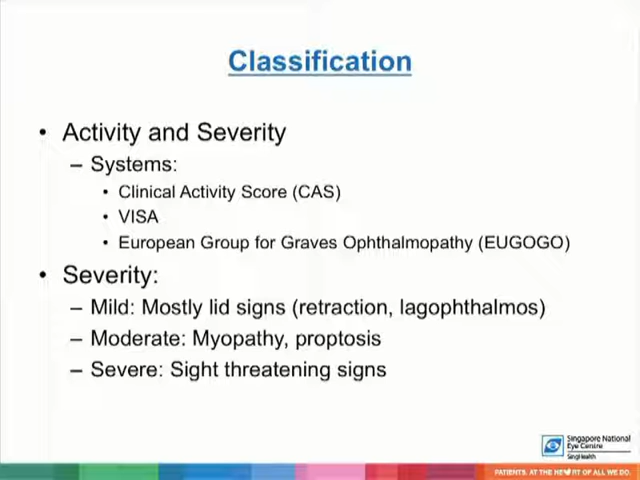 Classification
• Activity and Severity
– Systems:
• Clinical Activity Score (CAS)
• VISA
• European Group for Graves Ophthalmopathy (EUGOGO)
• Severity:
– Mild: Mostly lid signs (retraction, lagophthalmos)
– Moderate: Myopathy, proptosis
– Severe: Sight threatening signs
Singapore National
Eye Centre
SingHealth
PATIENTS. AT THE HE♥RT OF ALL WE DO.